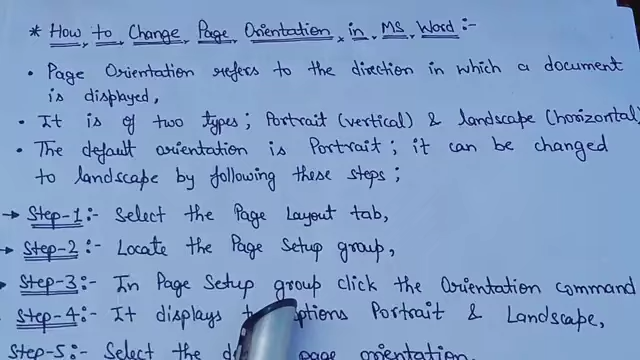 * How to Change Page Orientation in MS Word :-
• Page Orientation refers to the direction in which a document
is displayed,
• It is of two types; Portrait (vertical) & landscape (horizontal)
• The default orientation is Portrait; it can be changed
to landscape by following these steps;
→ Step-1 :- Select the Page Layout tab,
→ Step-2 :- Locate the Page Setup group,
→ Step-3 :- In Page Setup group click the Orientation command
Step-4 :- It displays Portrait & Landscape,
Step-5 :- Select the page orientation.